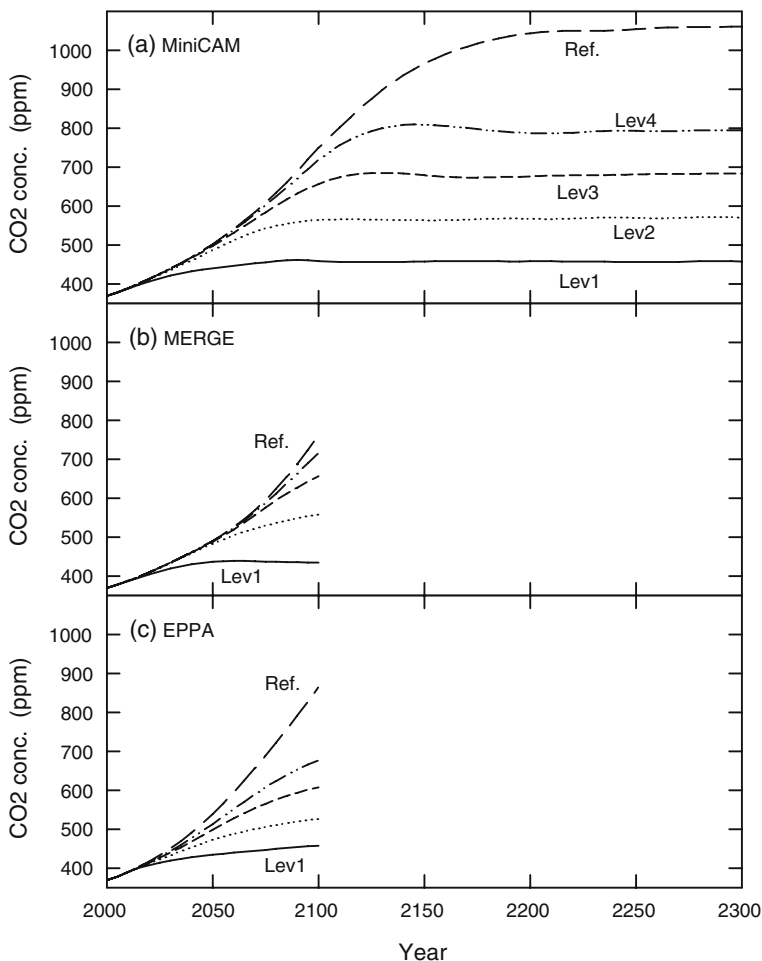 (a) MiniCAM
CO2 conc. (ppm)
1000
900
800
700
600
500
400
Ref.
Lev4
Lev3
Lev2
Lev1
(b) MERGE
CO2 conc. (ppm)
1000
900
800
700
600
500
400
Ref.
Lev1
(c) EPPA
CO2 conc. (ppm)
1000
900
800
700
600
500
400
Ref.
Lev1
2000 2050 2100 2150 2200 2250 2300
Year